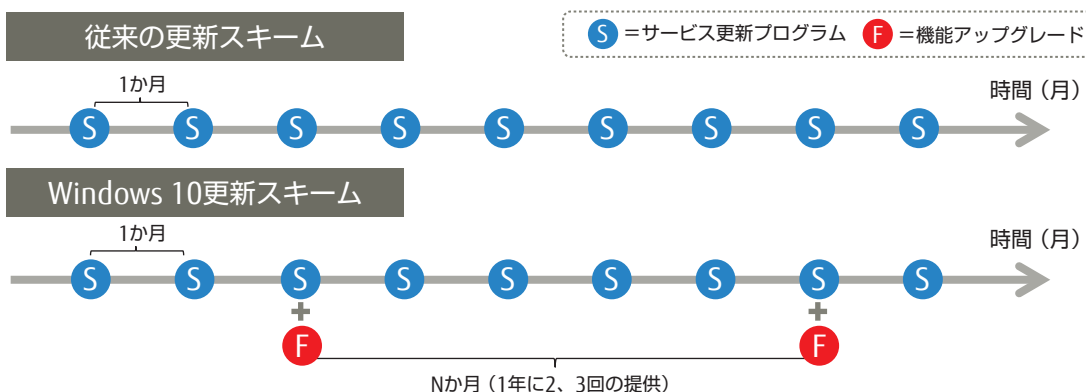 従来の更新スキーム
S =サービス更新プログラム F =機能アップグレード
1か月
時間（月）
S S S S S S S S S
Windows 10更新スキーム
1か月
時間（月）
S S S S S S S S S
+ +
F F
Nか月（1年に2、3回の提供）